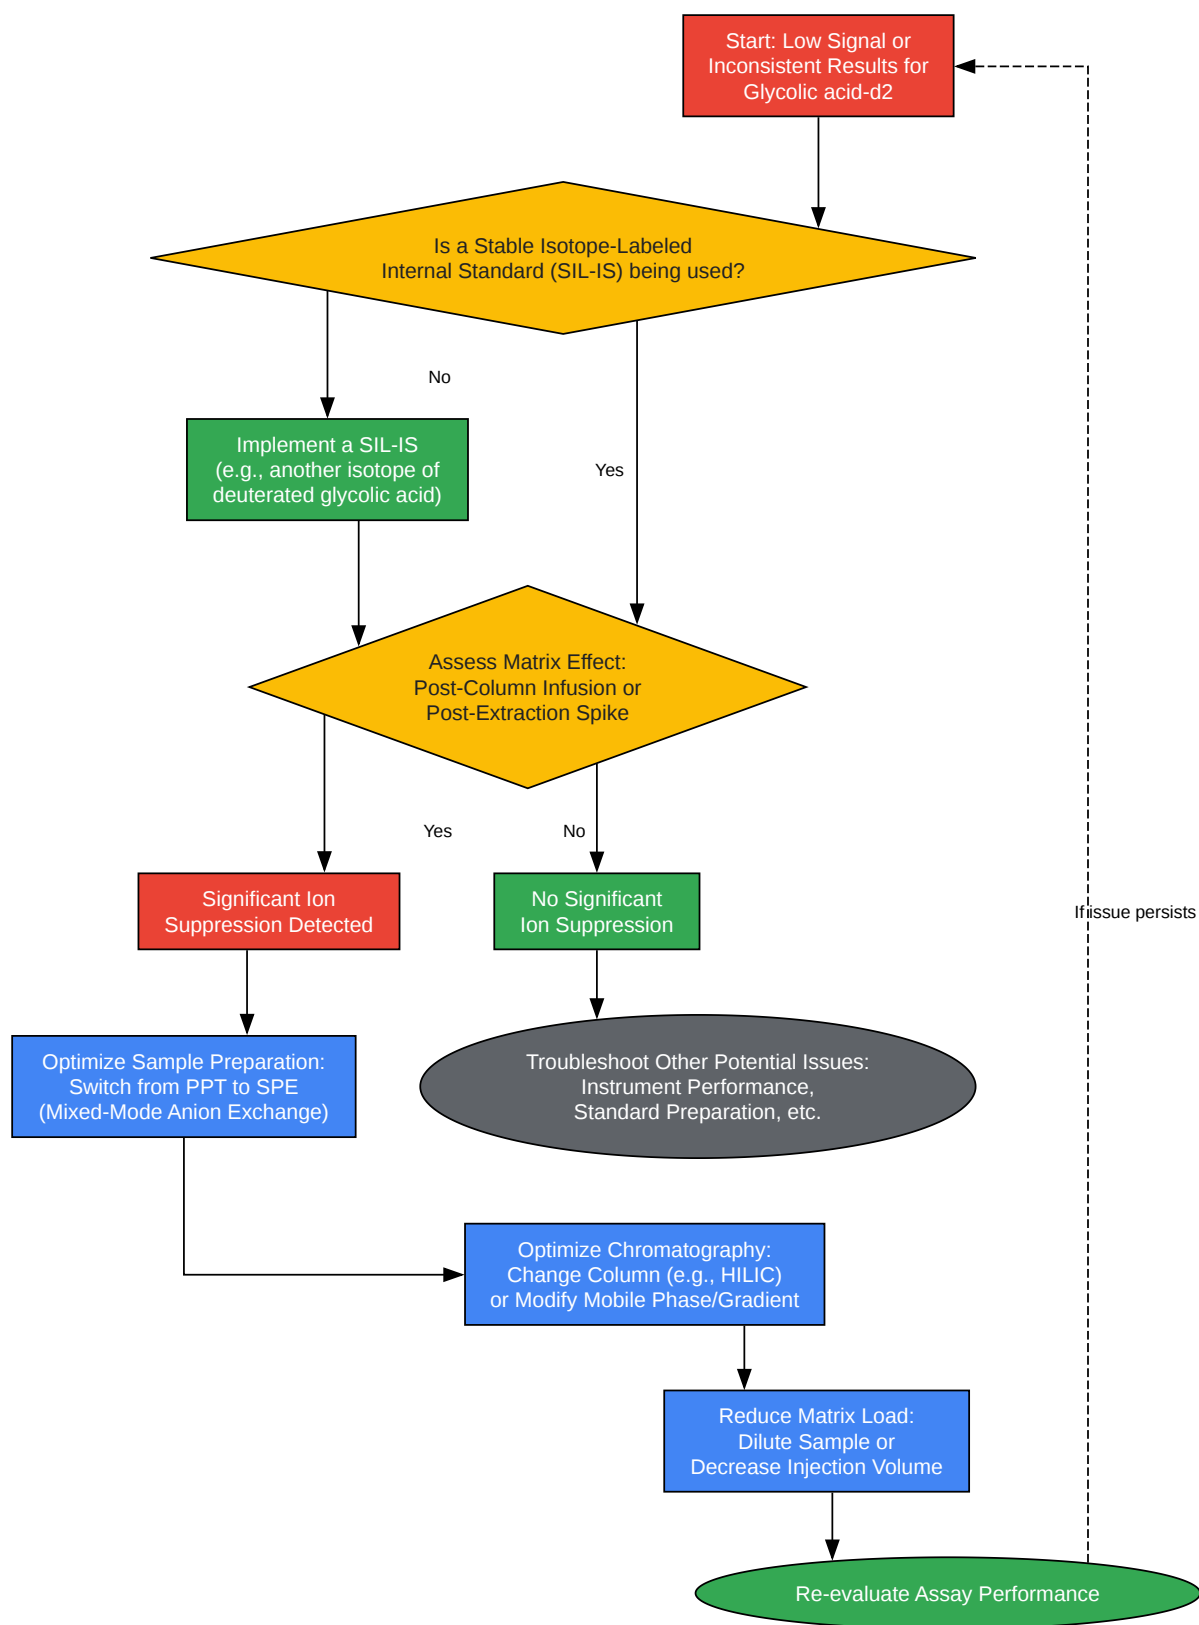 Start: Low Signal or
Inconsistent Results for
Glycolic acid-d2
Is a Stable Isotope-Labeled
Internal Standard (SIL-IS) being used?
No
Implement a SIL-IS
(e.g., another isotope of
deuterated glycolic acid)
Yes
Assess Matrix Effect:
Post-Column Infusion or
Post-Extraction Spike
Yes
No
Significant Ion
Suppression Detected
No Significant
Ion Suppression
If issue persists
Optimize Sample Preparation:
Switch from PPT to SPE
(Mixed-Mode Anion Exchange)
Troubleshoot Other Potential Issues:
Instrument Performance,
Standard Preparation, etc.
Optimize Chromatography:
Change Column (e.g., HILIC)
or Modify Mobile Phase/Gradient
Reduce Matrix Load:
Dilute Sample or
Decrease Injection Volume
Re-evaluate Assay Performance